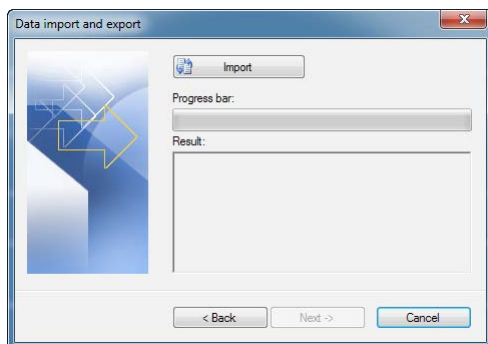 Data import and export
Import
Progress bar:
Result:
< Back
Next ->
Cancel